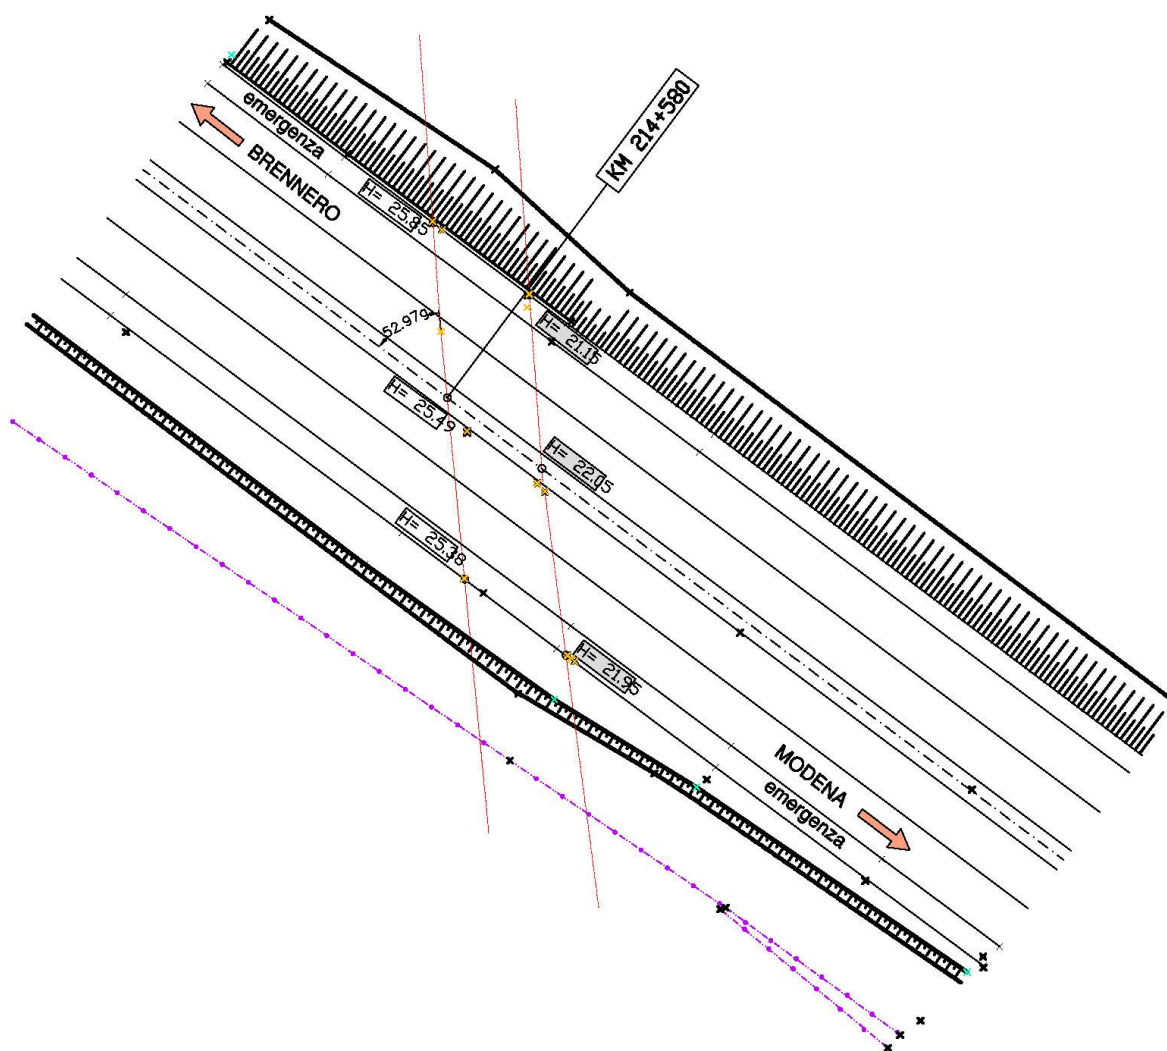 KM 214+580
emergenza
BRENNERO
H= 25.85
H= 21.15
52.97g
H= 25.49
H= 22.05
H= 25.38
H= 21.95
MODENA
emergenza